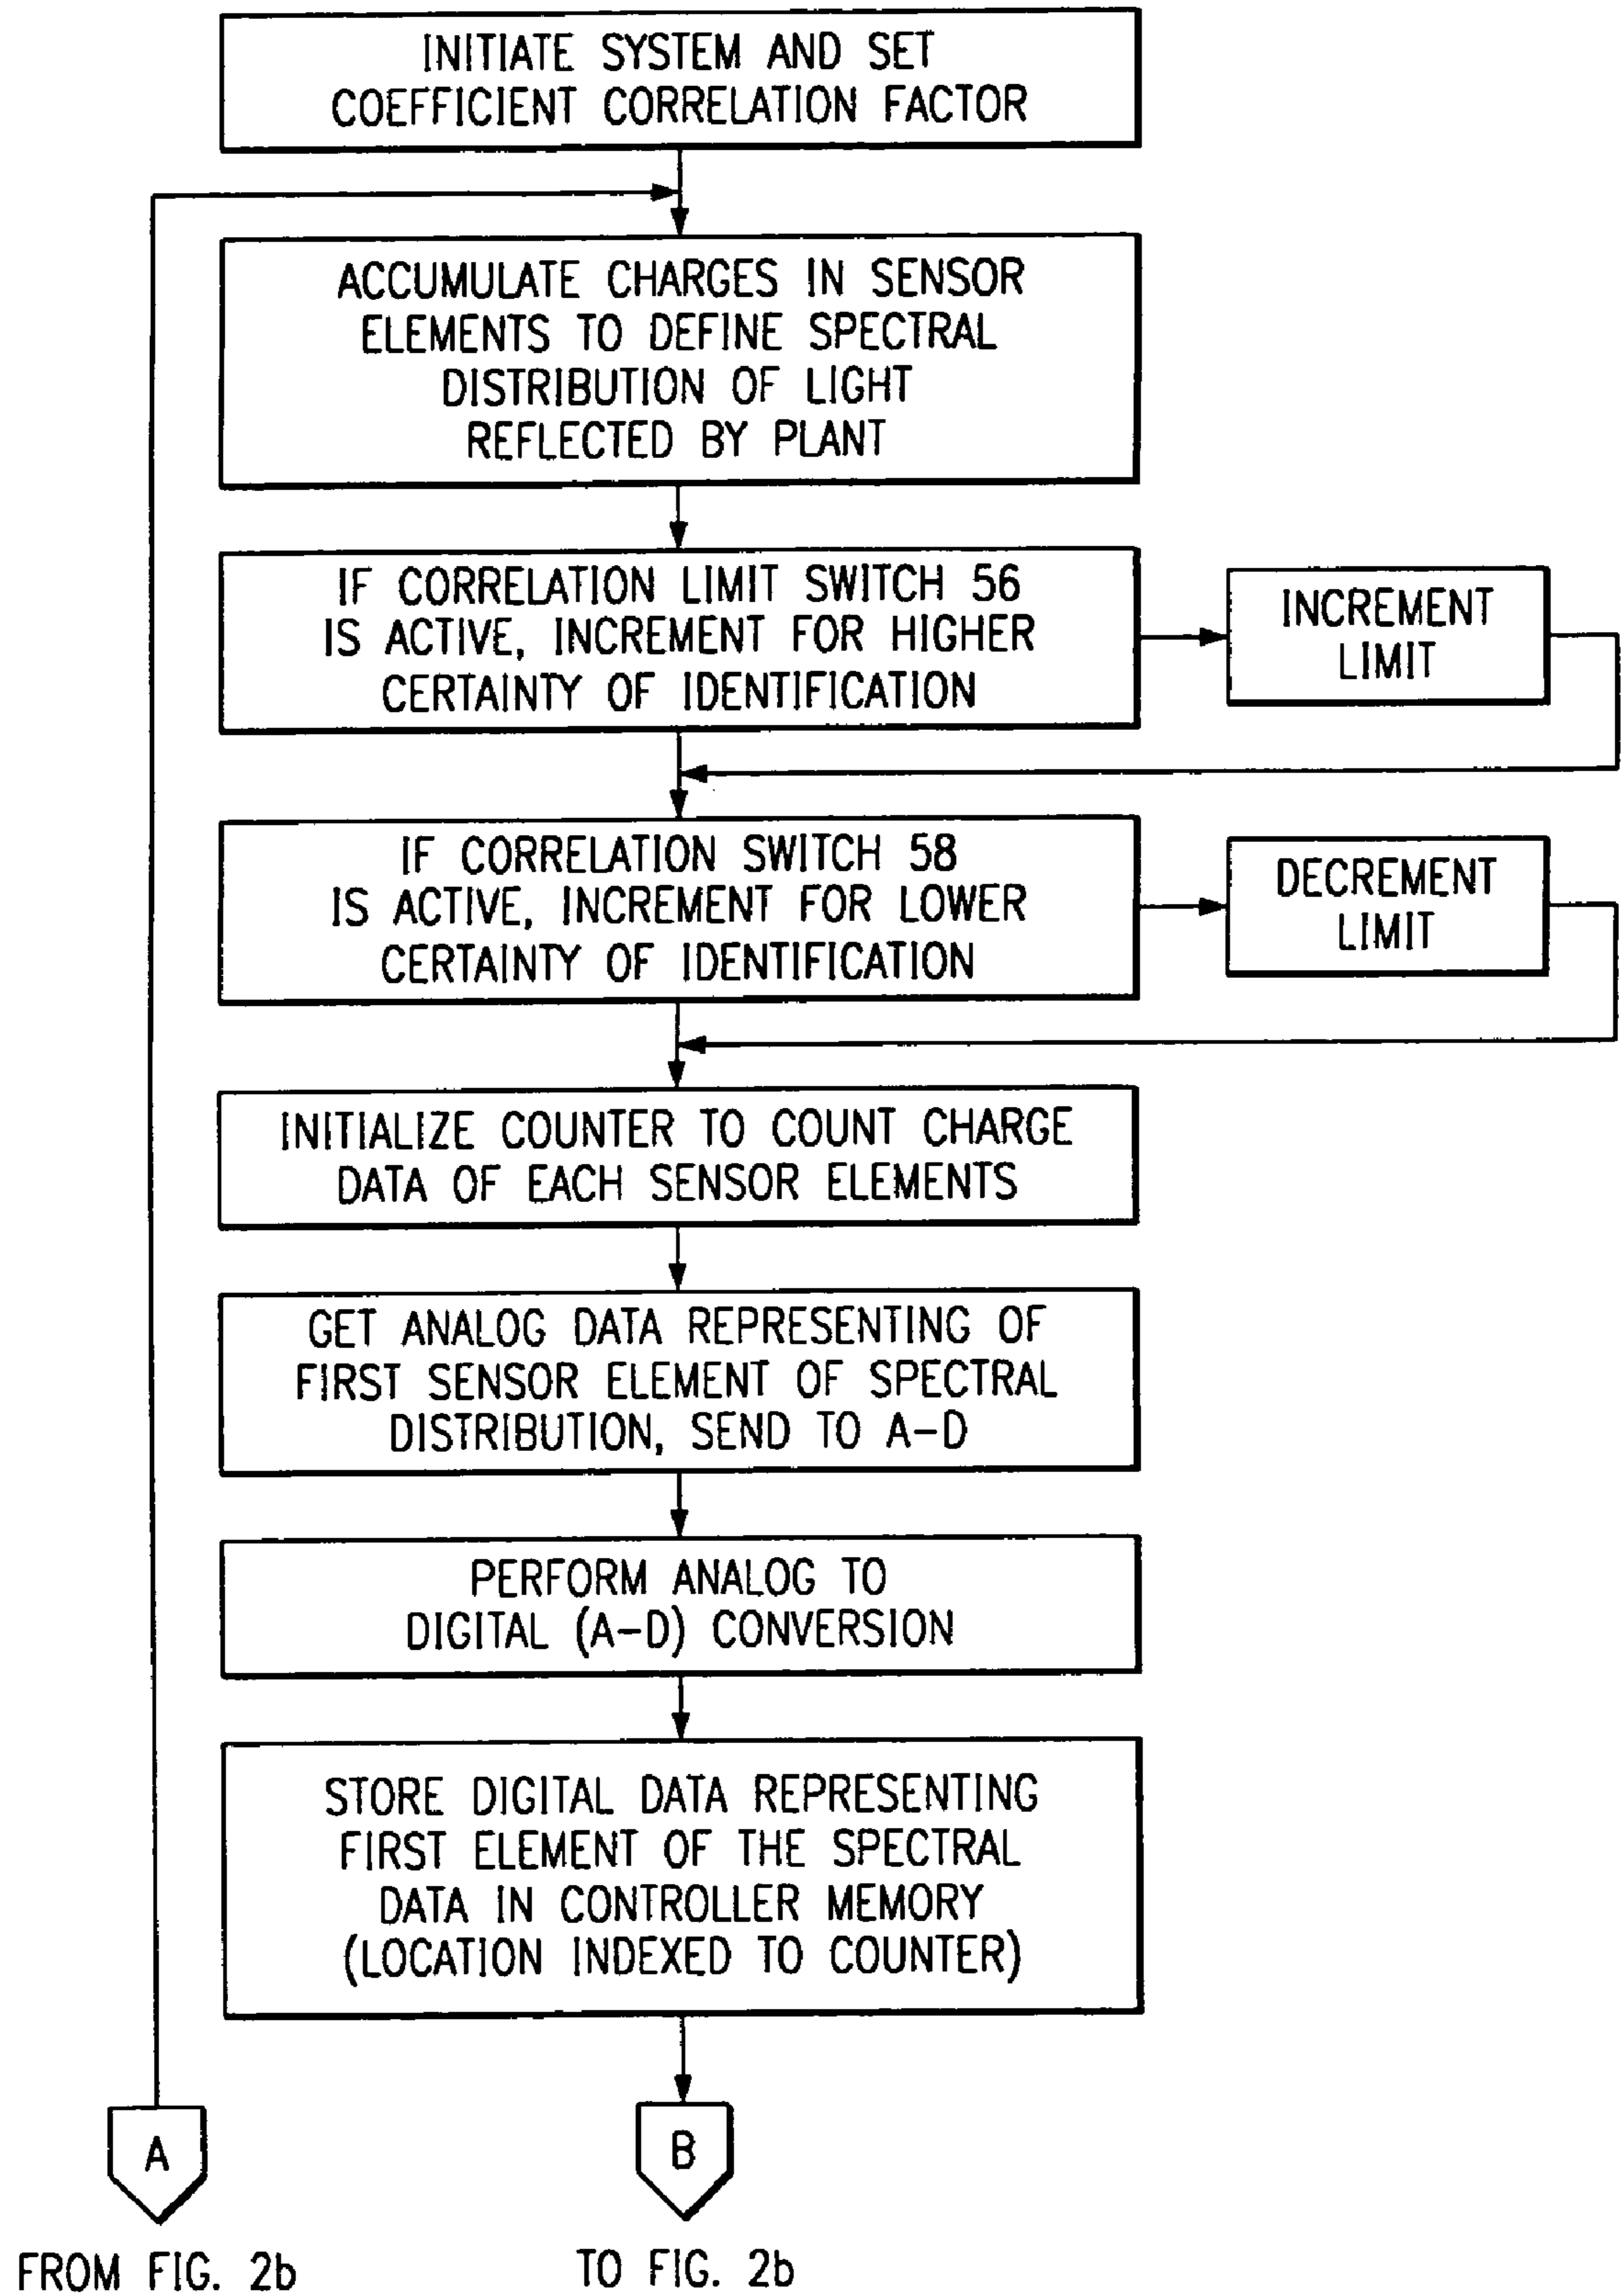 INITIATE SYSTEM AND SET
COEFFICIENT CORRELATION FACTOR
ACCUMULATE CHARGES IN SENSOR
ELEMENTS TO DEFINE SPECTRAL
DISTRIBUTION OF LIGHT
REFLECTED BY PLANT
IF CORRELATION LIMIT SWITCH 56
IS ACTIVE, INCREMENT FOR HIGHER
CERTAINTY OF IDENTIFICATION
INCREMENT
LIMIT
IF CORRELATION SWITCH 58
IS ACTIVE, INCREMENT FOR LOWER
CERTAINTY OF IDENTIFICATION
DECREMENT
LIMIT
INITIALIZE COUNTER TO COUNT CHARGE
DATA OF EACH SENSOR ELEMENTS
GET ANALOG DATA REPRESENTING OF
FIRST SENSOR ELEMENT OF SPECTRAL
DISTRIBUTION, SEND TO A-D
PERFORM ANALOG TO
DIGITAL (A-D) CONVERSION
STORE DIGITAL DATA REPRESENTING
FIRST ELEMENT OF THE SPECTRAL
DATA IN CONTROLLER MEMORY
(LOCATION INDEXED TO COUNTER)
A
B
FROM FIG. 2b
TO FIG. 2b